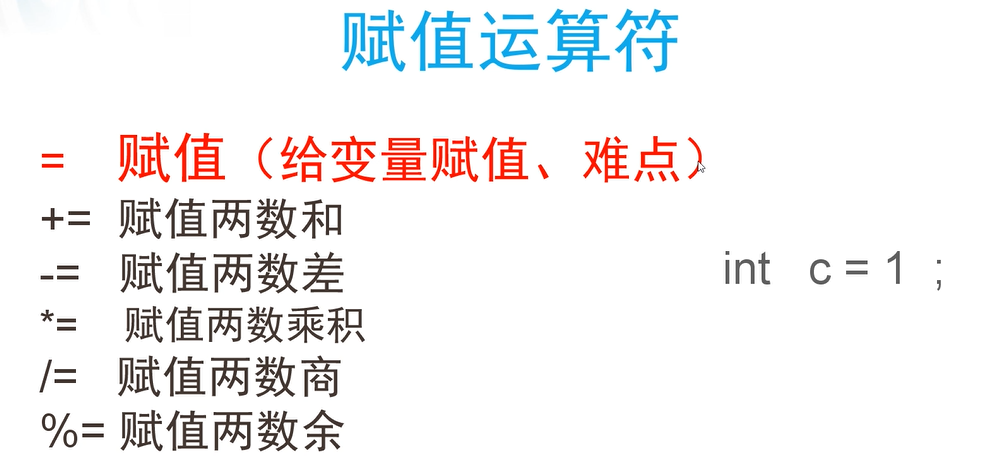 赋值运算符
= 赋值（给变量赋值、难点）
+= 赋值两数和
-= 赋值两数差
int c = 1 ;
*= 赋值两数乘积
/= 赋值两数商
%= 赋值两数余